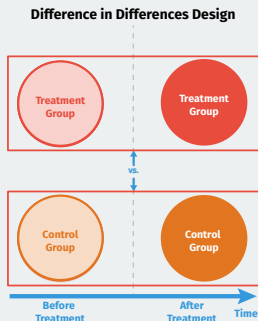 Difference in Differences Design
Treatment
Group
Treatment
Group
vs.
Control
Group
Control
Group
Before
Treatment
After
Treatment
Time